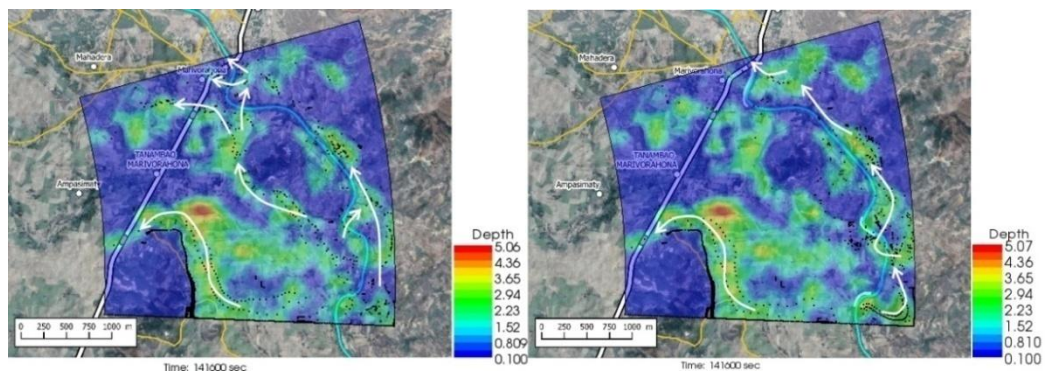 Mahadera
Marivorahona
TANAMBAO
MARIVORAHONA
Depth
5.06
4.36
3.65
2.94
2.23
1.52
0.809
0.100
0 250 500 750 1000 m
Time: 141600 sec
Mahadera
Marivorahona
TANAMBAO
MARIVORAHONA
Ampasimaty
Depth
5.07
4.36
3.65
2.94
2.23
1.52
0.810
0.100
0 250 500 750 1000 m
Time: 141600 sec